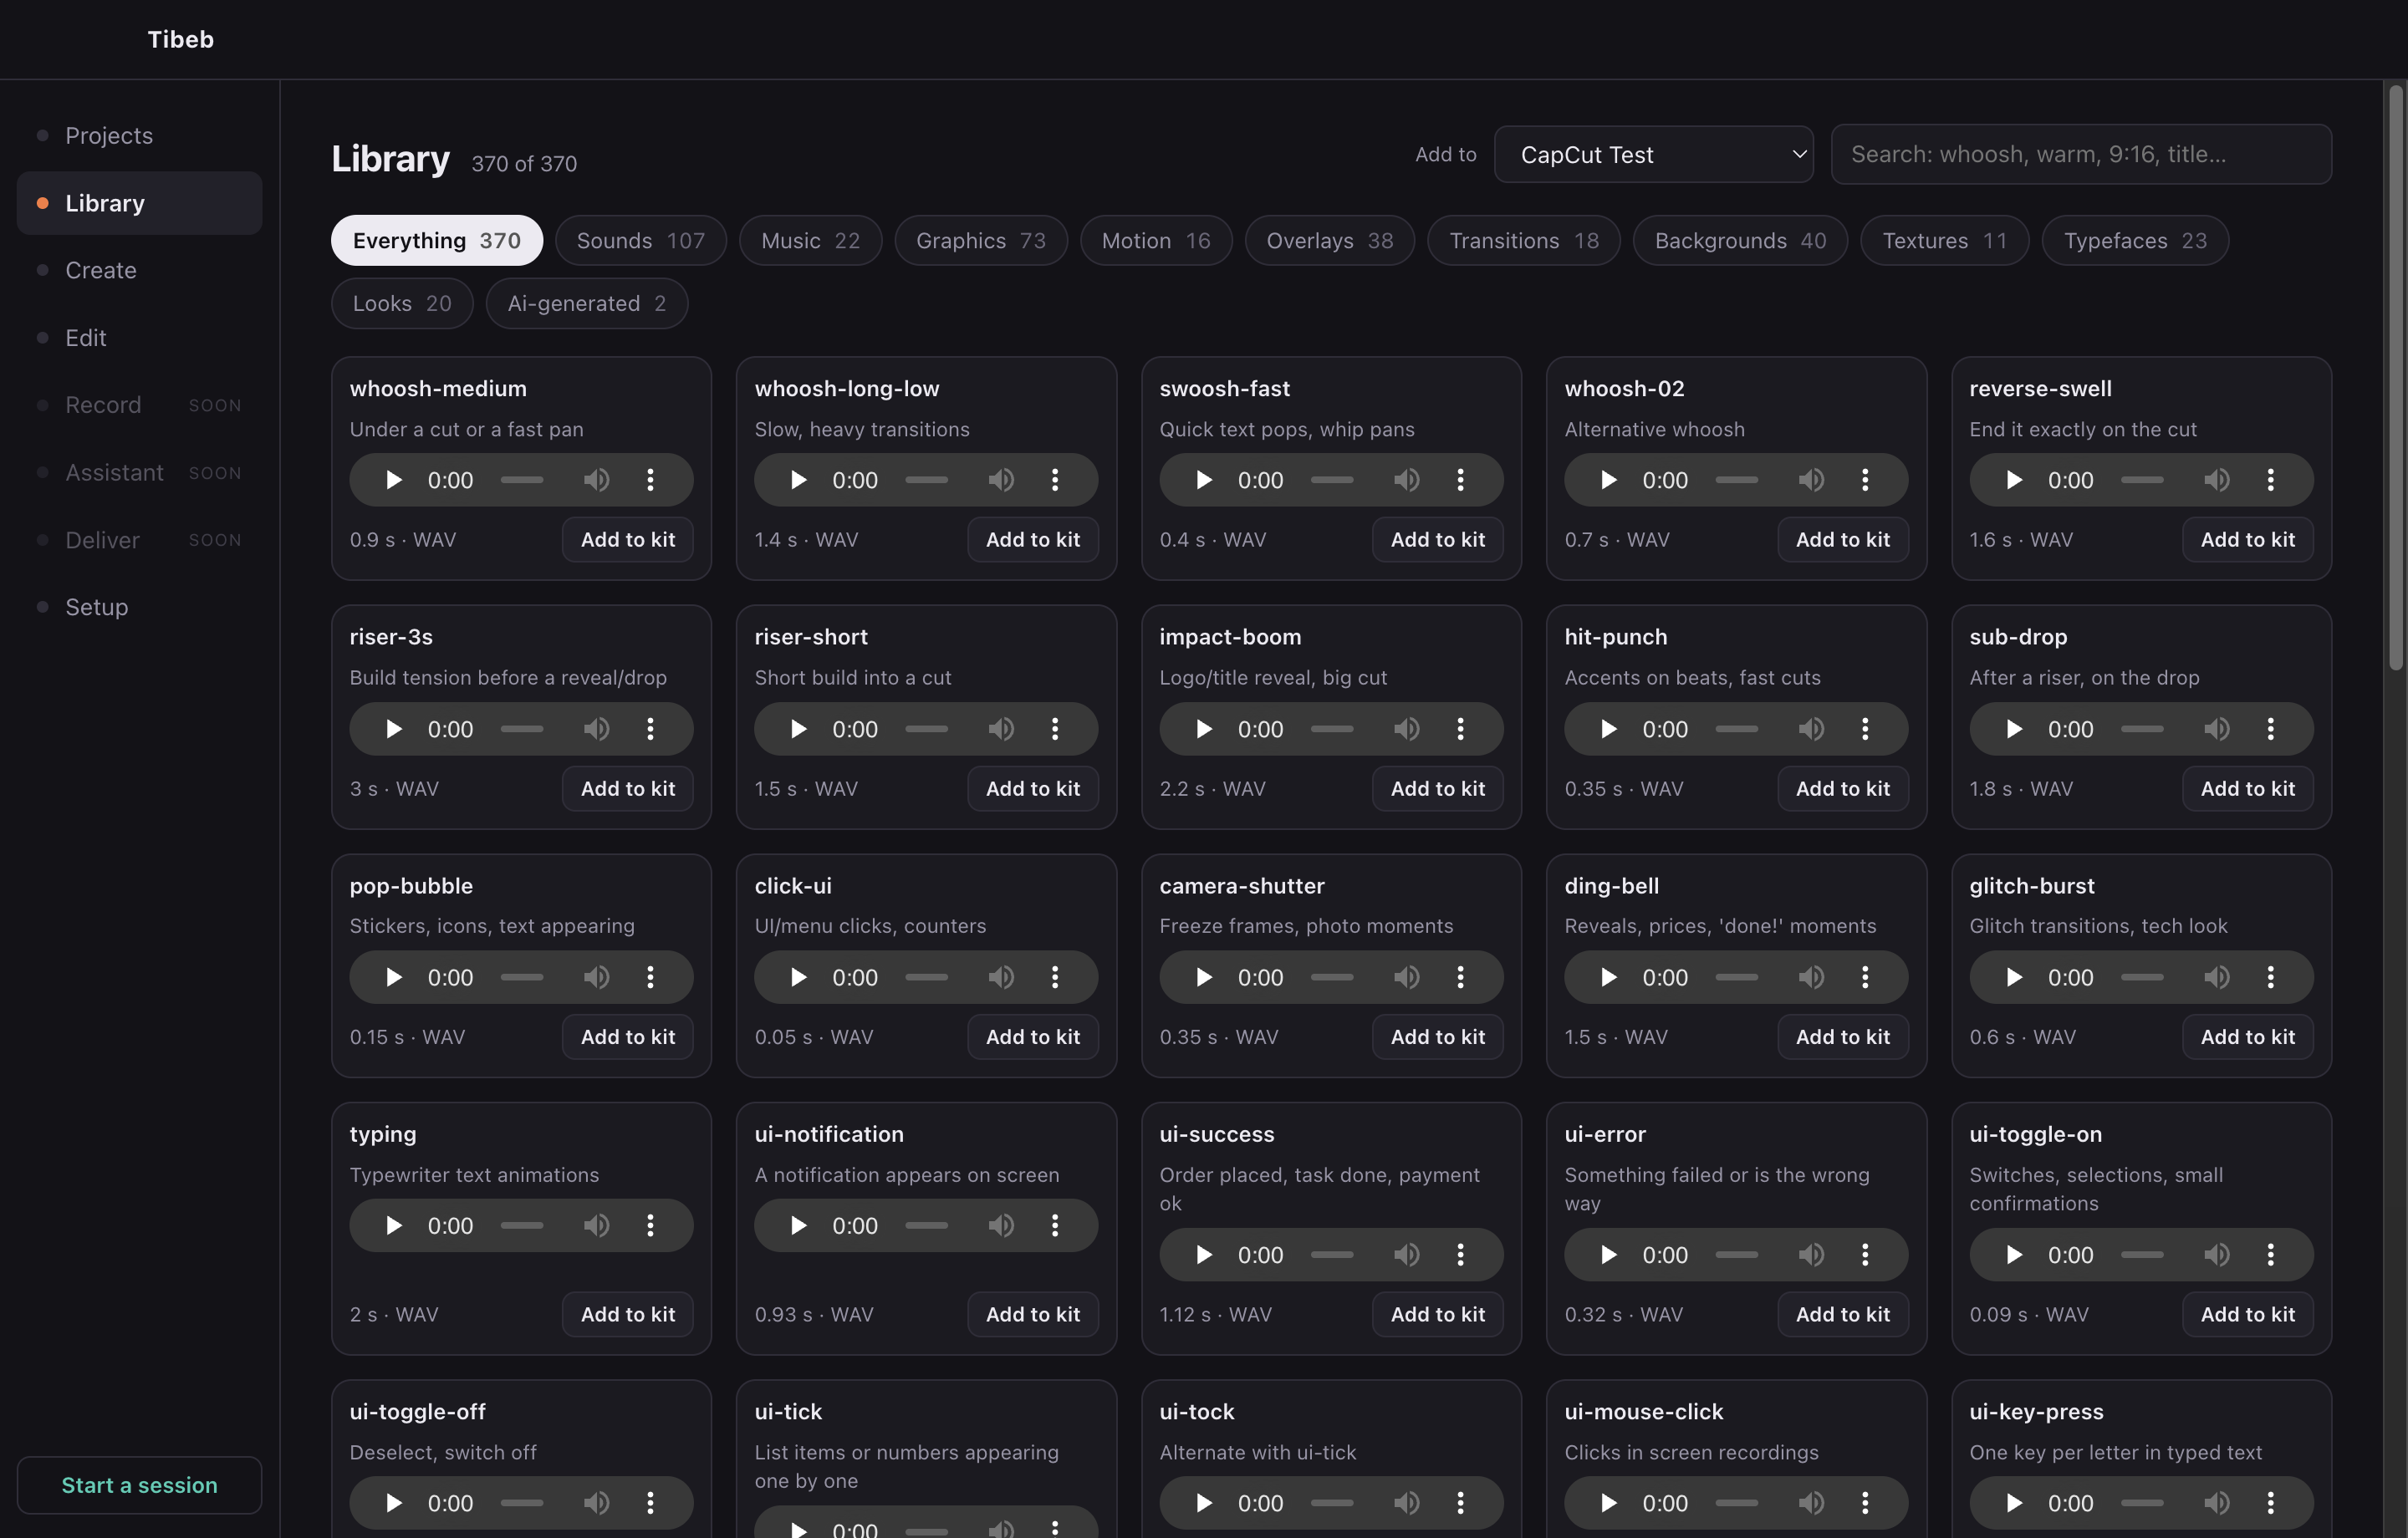 Tibeb
Projects
Library
Create
Edit
Record SOON
Assistant SOON
Deliver SOON
Setup
Start a session
Library 370 of 370
Add to CapCut Test Search: whoosh, warm, 9:16, title...
Everything 370 Sounds 107 Music 22 Graphics 73 Motion 16 Overlays 38 Transitions 18 Backgrounds 40 Textures 11 Typefaces 23
Looks 20 Ai-generated 2
whoosh-medium
Under a cut or a fast pan
0:00
0.9 s · WAV Add to kit
whoosh-long-low
Slow, heavy transitions
0:00
1.4 s · WAV Add to kit
swoosh-fast
Quick text pops, whip pans
0:00
0.4 s · WAV Add to kit
whoosh-02
Alternative whoosh
0:00
0.7 s · WAV Add to kit
reverse-swell
End it exactly on the cut
0:00
1.6 s · WAV Add to kit
riser-3s
Build tension before a reveal/drop
0:00
3 s · WAV Add to kit
riser-short
Short build into a cut
0:00
1.5 s · WAV Add to kit
impact-boom
Logo/title reveal, big cut
0:00
2.2 s · WAV Add to kit
hit-punch
Accents on beats, fast cuts
0:00
0.35 s · WAV Add to kit
sub-drop
After a riser, on the drop
0:00
1.8 s · WAV Add to kit
pop-bubble
Stickers, icons, text appearing
0:00
0.15 s · WAV Add to kit
click-ui
UI/menu clicks, counters
0:00
0.05 s · WAV Add to kit
camera-shutter
Freeze frames, photo moments
0:00
0.35 s · WAV Add to kit
ding-bell
Reveals, prices, 'done!' moments
0:00
1.5 s · WAV Add to kit
glitch-burst
Glitch transitions, tech look
0:00
0.6 s · WAV Add to kit
typing
Typewriter text animations
0:00
2 s · WAV Add to kit
ui-notification
A notification appears on screen
0:00
0.93 s · WAV Add to kit
ui-success
Order placed, task done, payment
ok
0:00
1.12 s · WAV Add to kit
ui-error
Something failed or is the wrong
way
0:00
0.32 s · WAV Add to kit
ui-toggle-on
Switches, selections, small
confirmations
0:00
0.09 s · WAV Add to kit
ui-toggle-off
Deselect, switch off
0:00
ui-tick
List items or numbers appearing
one by one
0:00
ui-tock
Alternate with ui-tick
0:00
ui-mouse-click
Clicks in screen recordings
0:00
ui-key-press
One key per letter in typed text
0:00